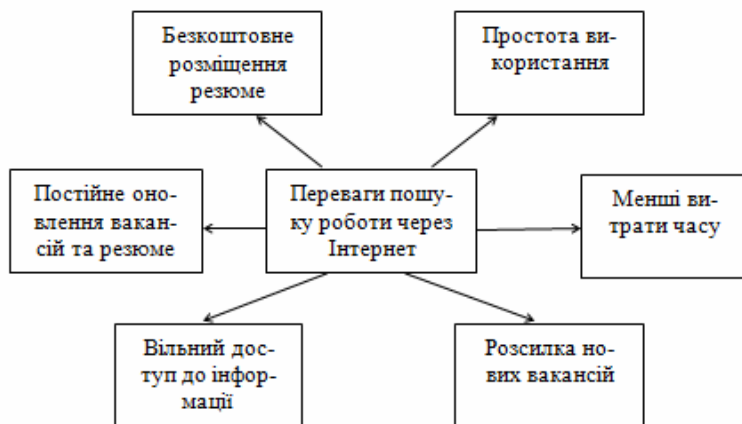 Безкоштовне
розміщення
резюме
Простота ви-
користання
Постійне оно-
влення вакан-
сій та резюме
Переваги пошу-
ку роботи через
Інтернет
Менші ви-
трати часу
Вільний дос-
туп до інфор-
мації
Розсилка но-
вих вакансій